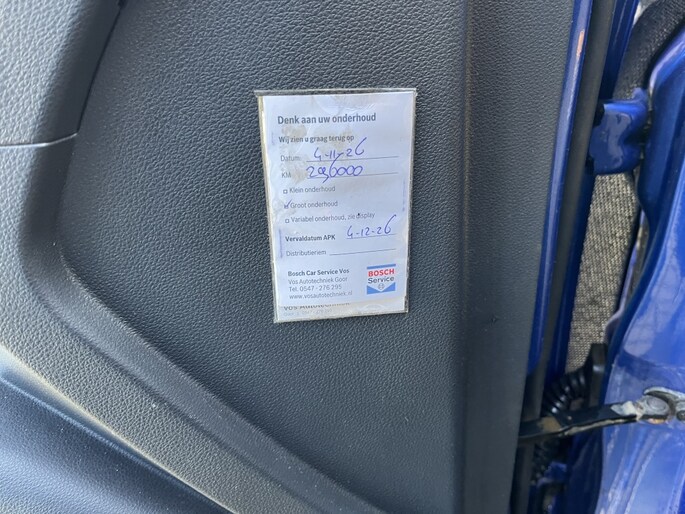 Denk aan uw onderhoud
Wij zien u graag terug op
Datum: 4-11-26
KM:
Klein onderhoud
Groot onderhoud
Variabel onderhoud, zie display
Vervaldatum APK 4-12-26
Distributieriem
Bosch Car Service Vos
Vos Autotechniek Goor
Tel. 0547 - 276 295
www.vosautotechniek.nl
BOSCH
Service